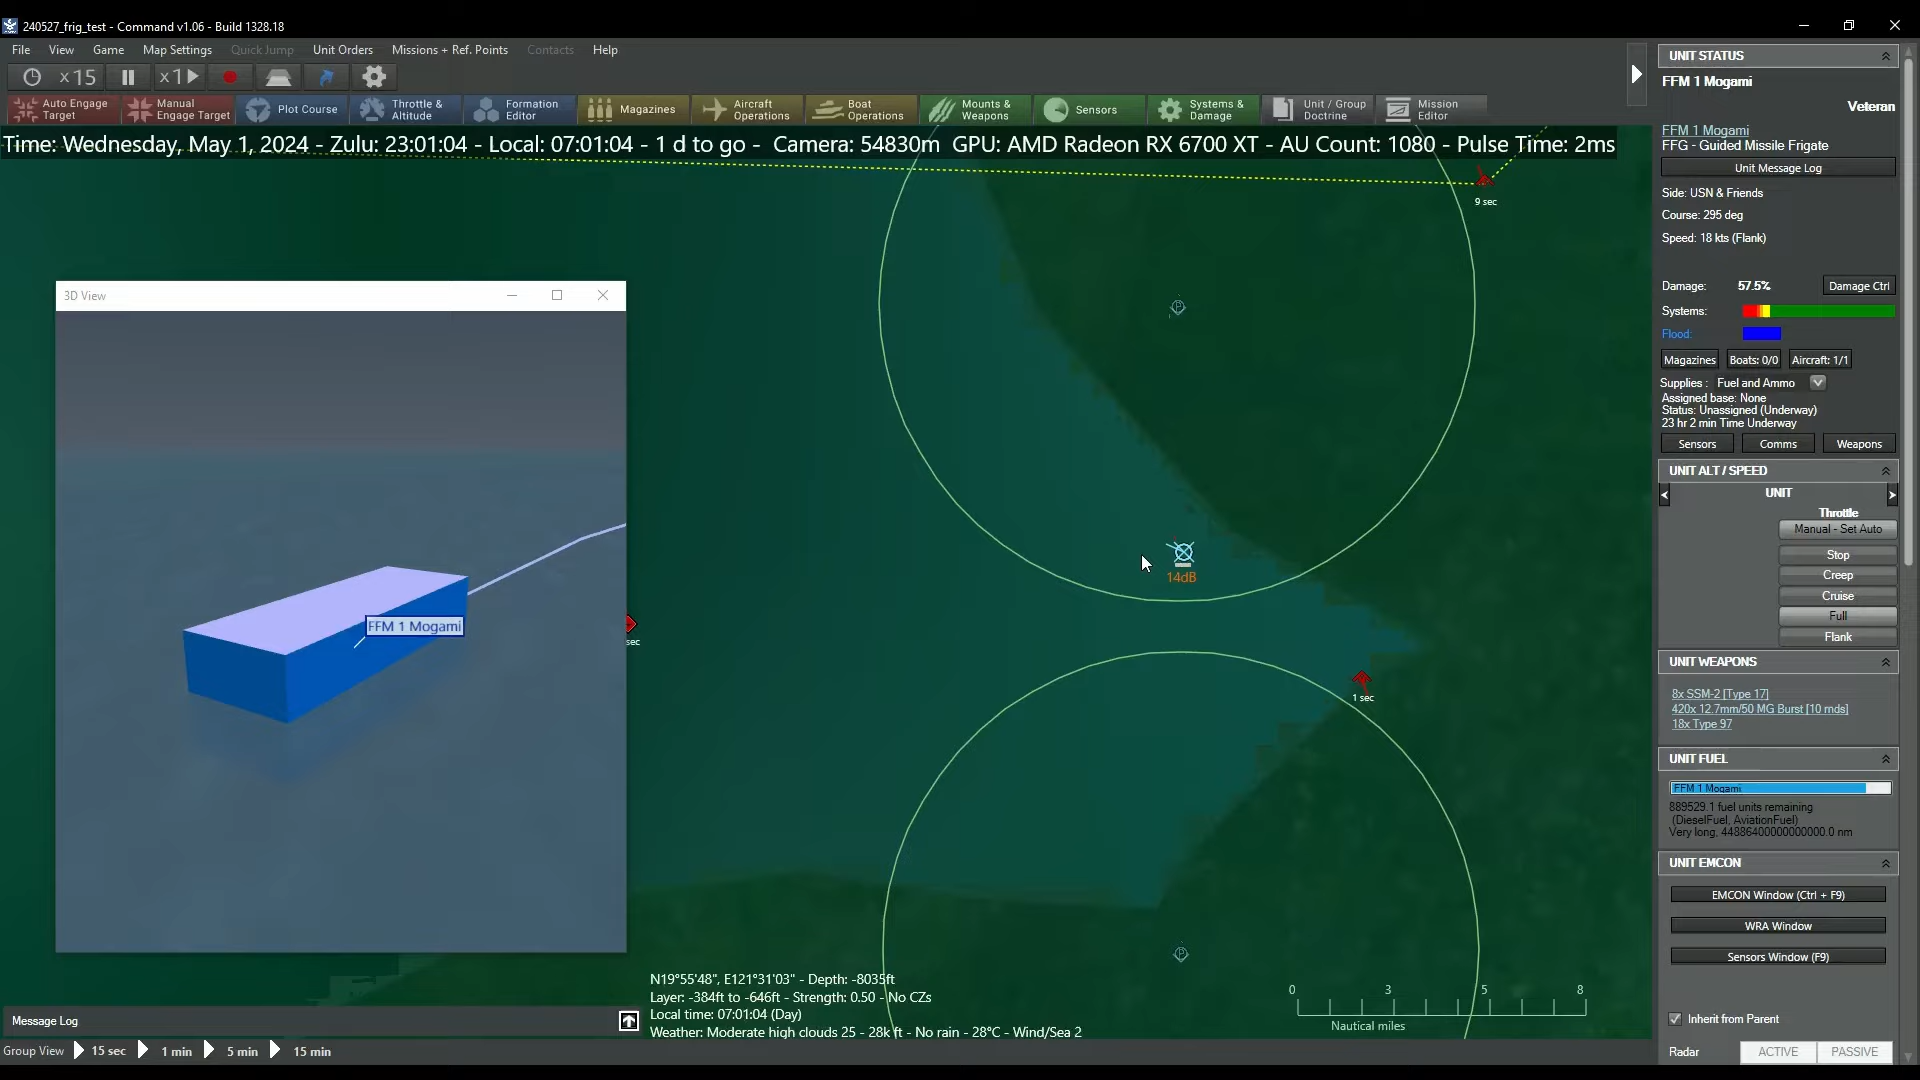 240527_frig_test - Command v1.06 - Build 1328.18
File View Game Map Settings Quick Jump Unit Orders Missions + Ref. Points Contacts Help
x15 x1
Auto Engage Target
Manual Engage Target
Plot Course
Throttle & Altitude
Formation Editor
Magazines
Aircraft Operations
Boat Operations
Mounts & Weapons
Sensors
Systems & Damage
Unit / Group Doctrine
Mission Editor
Time: Wednesday, May 1, 2024 - Zulu: 23:01:04 - Local: 07:01:04 - 1 d to go - Camera: 54830m GPU: AMD Radeon RX 6700 XT - AU Count: 1080 - Pulse Time: 2ms
9 sec
3D View
FFM 1 Mogami
14dB
sec
1 sec
N19°55'48", E121°31'03" - Depth: -8035ft
Layer: -384ft to -646ft - Strength: 0.50 - No CZs
Local time: 07:01:04 (Day)
Weather: Moderate high clouds 25 - 28k ft - No rain - 28°C - Wind/Sea 2
0 3 5 8
Nautical miles
Message Log
Group View 15 sec 1 min 5 min 15 min
UNIT STATUS
FFM 1 Mogami
Veteran
FFM 1 Mogami
FFG - Guided Missile Frigate
Unit Message Log
Side: USN & Friends
Course: 295 deg
Speed: 18 kts (Flank)
Damage: 57.5% Damage Ctrl
Systems:
Flood:
Magazines Boats: 0/0 Aircraft: 1/1
Supplies : Fuel and Ammo
Assigned base: None
Status: Unassigned (Underway)
23 hr 2 min Time Underway
Sensors Comms Weapons
UNIT ALT / SPEED
< UNIT >
Throttle
Manual - Set Auto
Stop
Creep
Cruise
Full
Flank
UNIT WEAPONS
8x SSM-2 [Type 17]
420x 12.7mm/50 MG Burst [10 rnds]
18x Type 97
UNIT FUEL
FFM 1 Mogami
889529.1 fuel units remaining
(DieselFuel, AviationFuel)
Very long, 44886400000000000.0 nm
UNIT EMCON
EMCON Window (Ctrl + F9)
WRA Window
Sensors Window (F9)
Inherit from Parent
Radar ACTIVE PASSIVE